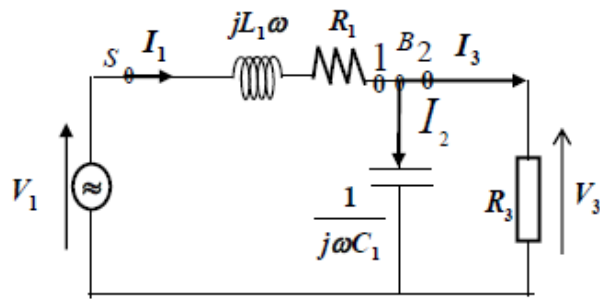 S I₁ jL₁ω R₁ 1 B 2 I₃
I₂
V₁ ≈ R₃ V₃
1
jωC₁